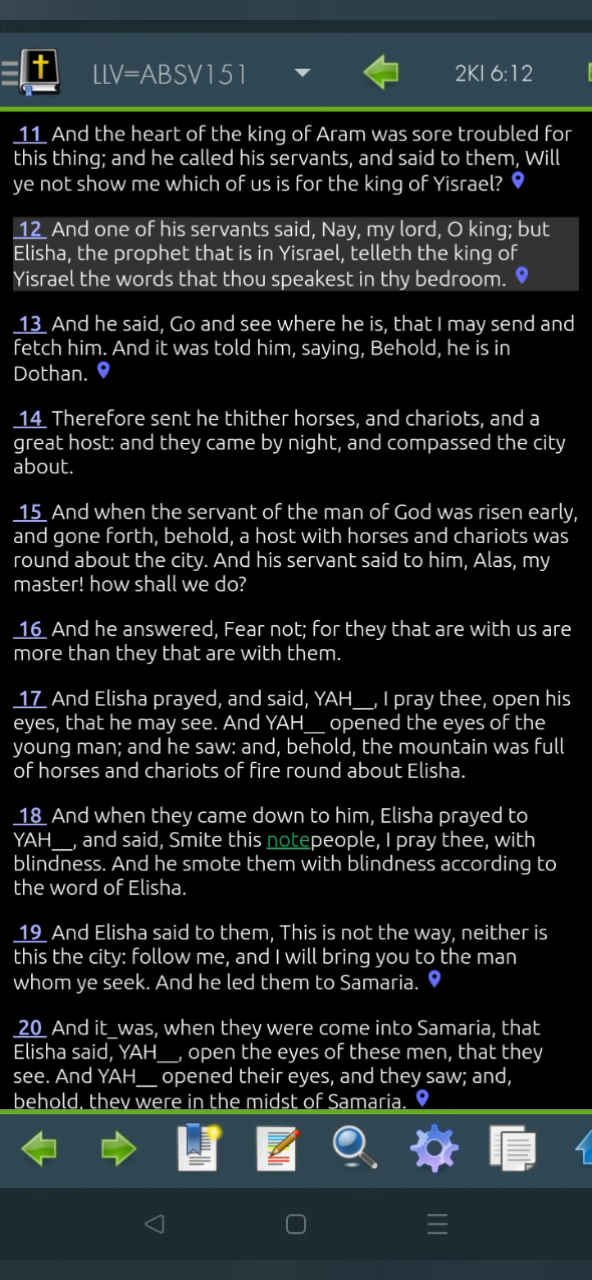 LLV=ABSV151
2KI 6:12
11 And the heart of the king of Aram was sore troubled for
this thing; and he called his servants, and said to them, Will
ye not show me which of us is for the king of Yisrael?
12 And one of his servants said, Nay, my lord, O king; but
Elisha, the prophet that is in Yisrael, telleth the king of
Yisrael the words that thou speakest in thy bedroom.
13 And he said, Go and see where he is, that I may send and
fetch him. And it was told him, saying, Behold, he is in
Dothan.
14 Therefore sent he thither horses, and chariots, and a
great host: and they came by night, and compassed the city
about.
15 And when the servant of the man of God was risen early,
and gone forth, behold, a host with horses and chariots was
round about the city. And his servant said to him, Alas, my
master! how shall we do?
16 And he answered, Fear not; for they that are with us are
more than they that are with them.
17 And Elisha prayed, and said, YAH__, I pray thee, open his
eyes, that he may see. And YAH__ opened the eyes of the
young man; and he saw: and, behold, the mountain was full
of horses and chariots of fire round about Elisha.
18 And when they came down to him, Elisha prayed to
YAH__, and said, Smite this notepeople, I pray thee, with
blindness. And he smote them with blindness according to
the word of Elisha.
19 And Elisha said to them, This is not the way, neither is
this the city: follow me, and I will bring you to the man
whom ye seek. And he led them to Samaria.
20 And it_was, when they were come into Samaria, that
Elisha said, YAH__, open the eyes of these men, that they
see. And YAH__ opened their eyes, and they saw; and,
behold, they were in the midst of Samaria.